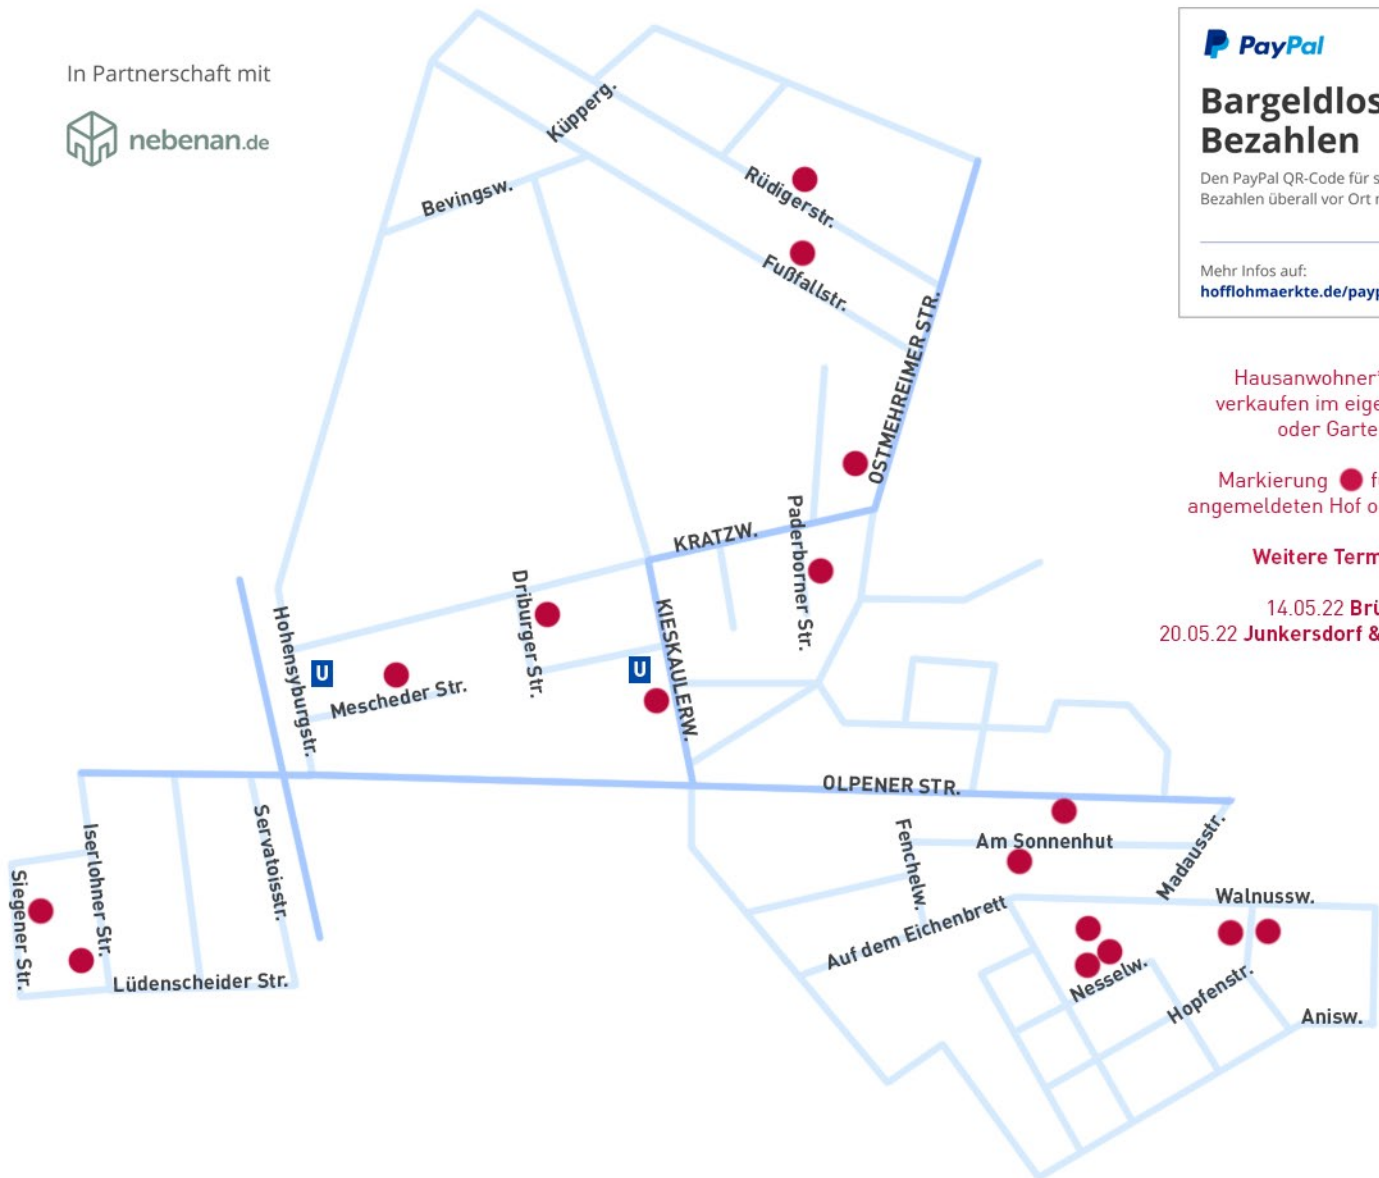 In Partnerschaft mit
nebenan.de
PayPal
Bargeldlos
Bezahlen
Den PayPal QR-Code für s
Bezahlen überall vor Ort
Mehr Infos auf:
hofflohmaerkte.de/payp
Hausanwohner*
verkaufen im eige
oder Garte
Markierung f
angemeldeten Hof o
Weitere Term
14.05.22 Brü
20.05.22 Junkersdorf &
Küpperg.
Bevingsw.
Rüdigerstr.
Fußfallstr.
OSTMEHREIMER STR.
KRATZW.
Paderborner Str.
Driburger Str.
KIESKAULERW.
Hohensyburgstr.
U
U
Mescheder Str.
OLPENER STR.
Iserlohner Str.
Siegener Str.
Servatoisstr.
Lüdenscheider Str.
Fenchelw.
Am Sonnenhut
Madausstr.
Auf dem Eichenbrett
Walnussw.
Nesselw.
Hopfenstr.
Anisw.